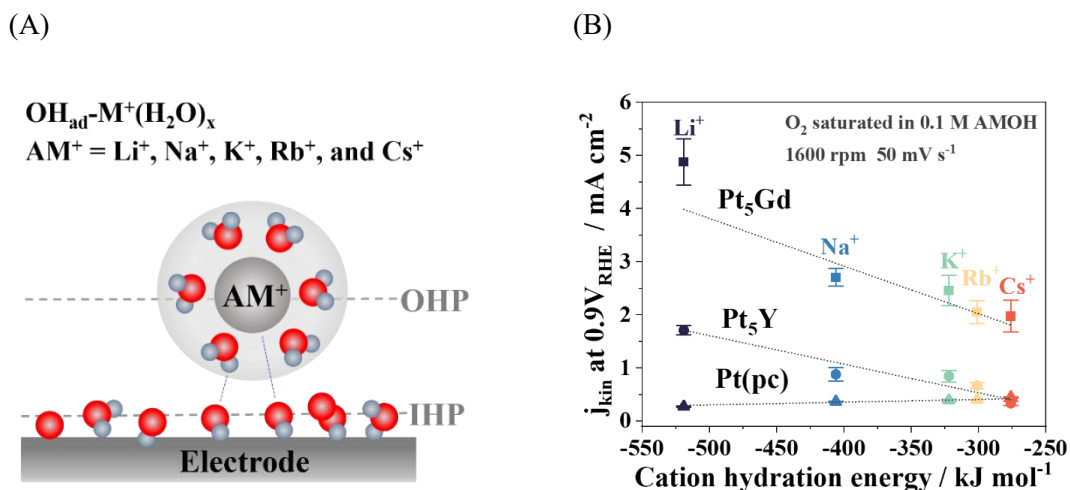 (A)
OHad-M⁺(H₂O)ₓ
AM⁺ = Li⁺, Na⁺, K⁺, Rb⁺, and Cs⁺
AM⁺
OHP
IHP
Electrode
(B)
6
5
4
3
2
1
0
jkin at 0.9VRHE / mA cm⁻²
O₂ saturated in 0.1 M AMOH
1600 rpm 50 mV s⁻¹
Li⁺
Pt₅Gd
Na⁺
K⁺
Rb⁺
Cs⁺
Pt₅Y
Pt(pc)
-550 -500 -450 -400 -350 -300 -250
Cation hydration energy / kJ mol⁻¹